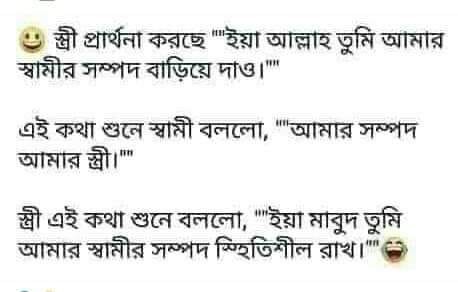 😃 স্ত্রী প্রার্থনা করছে ""ইয়া আল্লাহ তুমি আমার
স্বামীর সম্পদ বাড়িয়ে দাও।""
এই কথা শুনে স্বামী বললো, ""আমার সম্পদ
আমার স্ত্রী।""
স্ত্রী এই কথা শুনে বললো, ""ইয়া মাবুদ তুমি
আমার স্বামীর সম্পদ স্হিতিশীল রাখ।""😂